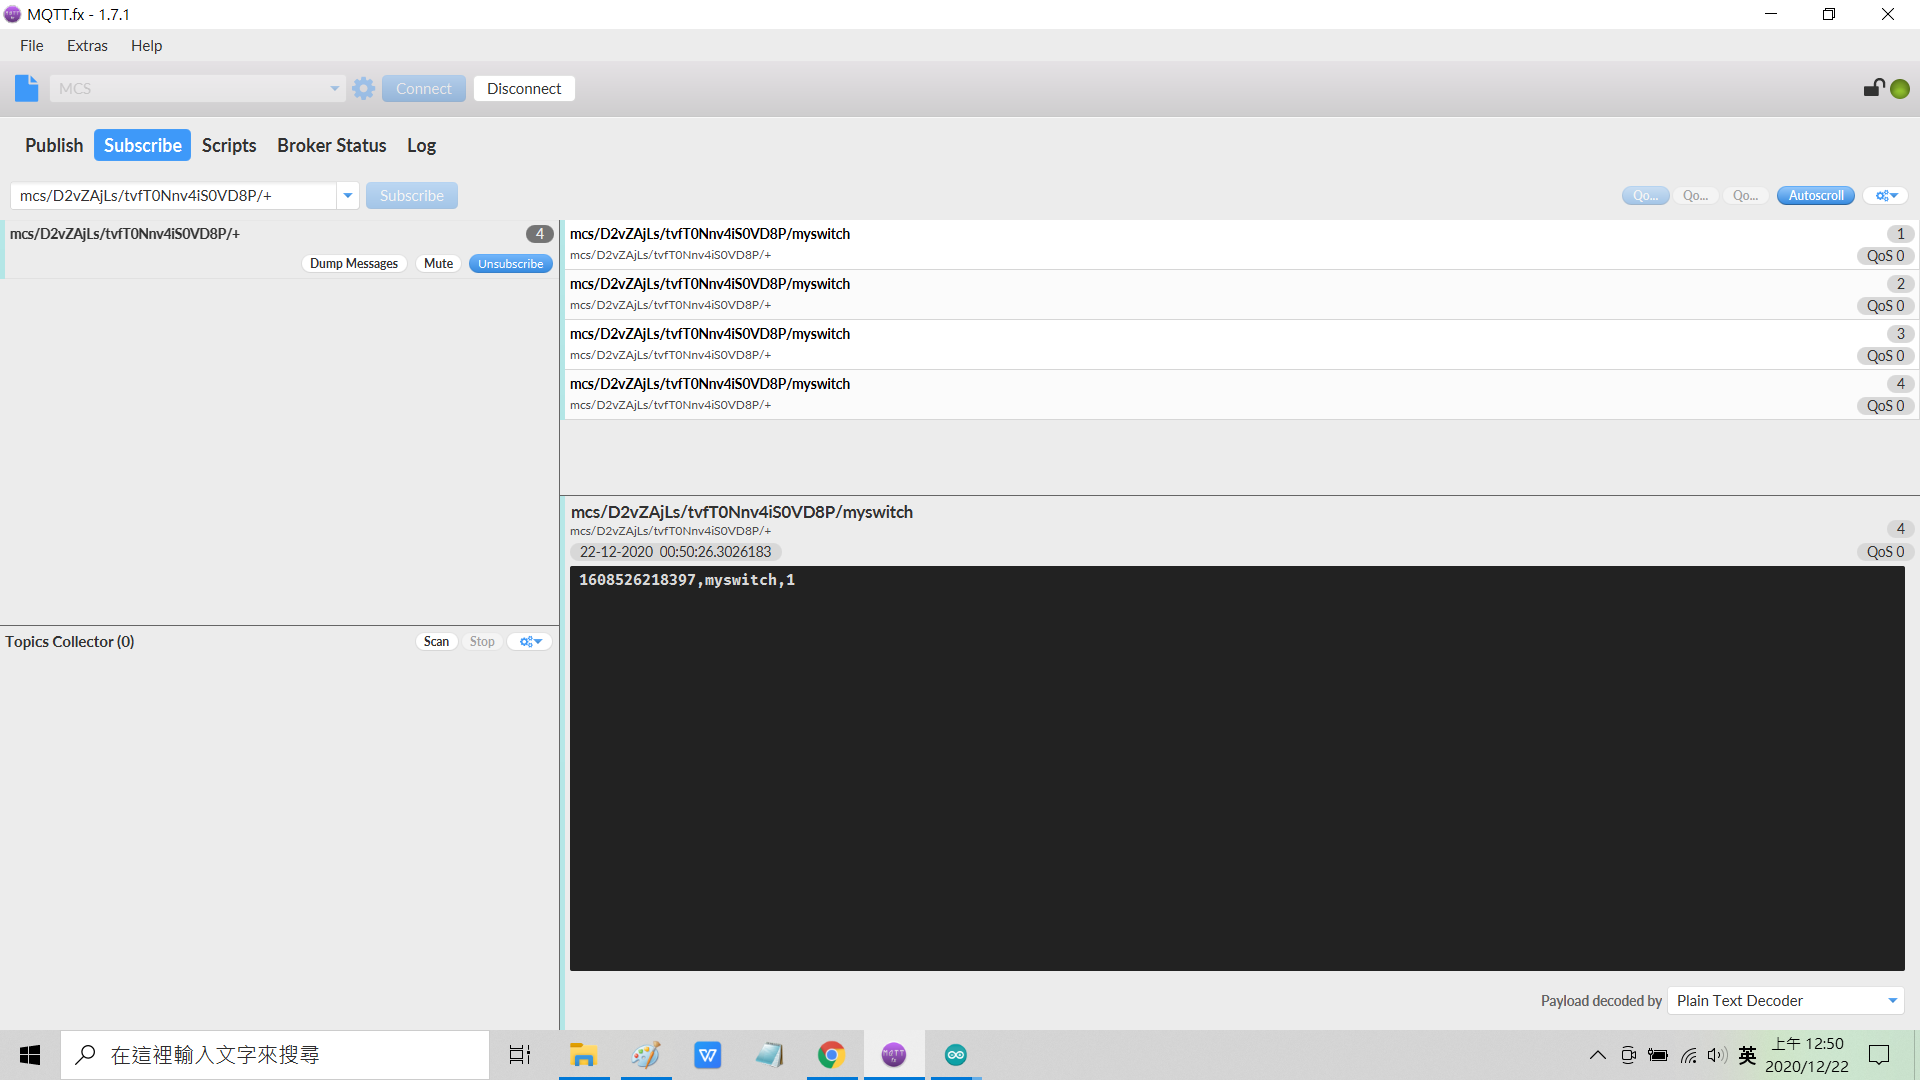 MQTT.fx - 1.7.1
File Extras Help
MCS Connect Disconnect
Publish Subscribe Scripts Broker Status Log
mcs/D2vZAjLs/tvfT0Nnv4iS0VD8P/+ Subscribe Qo... Qo... Qo... Autoscroll
mcs/D2vZAjLs/tvfT0Nnv4iS0VD8P/+ 4
Dump Messages Mute Unsubscribe
mcs/D2vZAjLs/tvfT0Nnv4iS0VD8P/myswitch 1
mcs/D2vZAjLs/tvfT0Nnv4iS0VD8P/+ QoS 0
mcs/D2vZAjLs/tvfT0Nnv4iS0VD8P/myswitch 2
mcs/D2vZAjLs/tvfT0Nnv4iS0VD8P/+ QoS 0
mcs/D2vZAjLs/tvfT0Nnv4iS0VD8P/myswitch 3
mcs/D2vZAjLs/tvfT0Nnv4iS0VD8P/+ QoS 0
mcs/D2vZAjLs/tvfT0Nnv4iS0VD8P/myswitch 4
mcs/D2vZAjLs/tvfT0Nnv4iS0VD8P/+ QoS 0
mcs/D2vZAjLs/tvfT0Nnv4iS0VD8P/myswitch
mcs/D2vZAjLs/tvfT0Nnv4iS0VD8P/+ 4
22-12-2020 00:50:26.3026183 QoS 0
1608526218397,myswitch,1
Topics Collector (0) Scan Stop
Payload decoded by Plain Text Decoder
在這裡輸入文字來搜尋
英
上午 12:50
2020/12/22